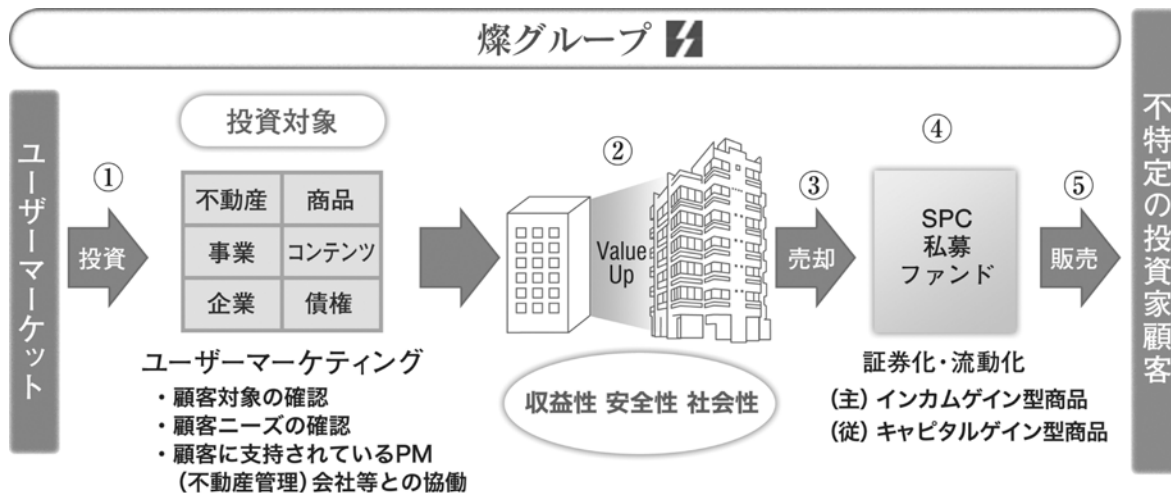 燦グループ
ユーザーマーケット
①
投資
投資対象
不動産
商品
事業
コンテンツ
企業
債権
ユーザーマーケティング
・顧客対象の確認
・顧客ニーズの確認
・顧客に支持されているPM
(不動産管理)会社等との協働
②
Value
Up
収益性 安全性 社会性
③
売却
④
SPC
私募
ファンド
証券化・流動化
(主) インカムゲイン型商品
(従) キャピタルゲイン型商品
⑤
販売
不特定の投資家顧客